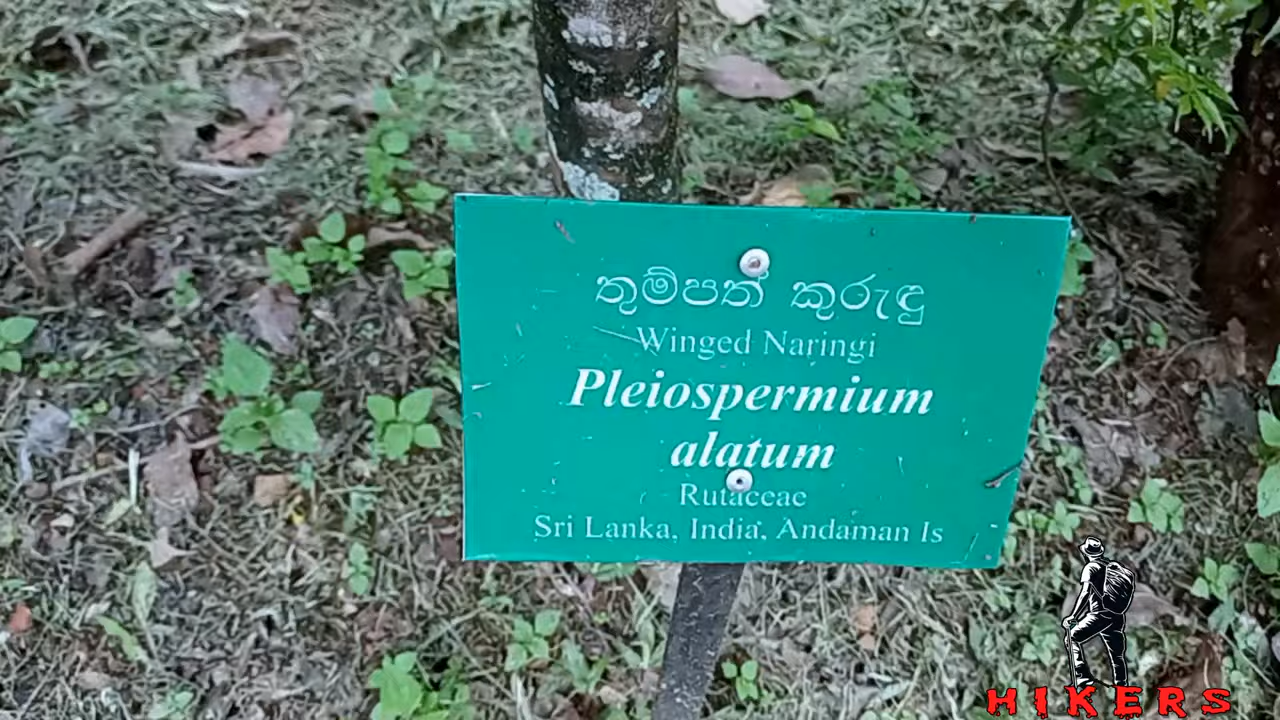 තුම්පත් කුරුඳු
Winged Naringi
Pleiospermium
alatum
Rutaceae
Sri Lanka, India, Andaman Is
HIKERS